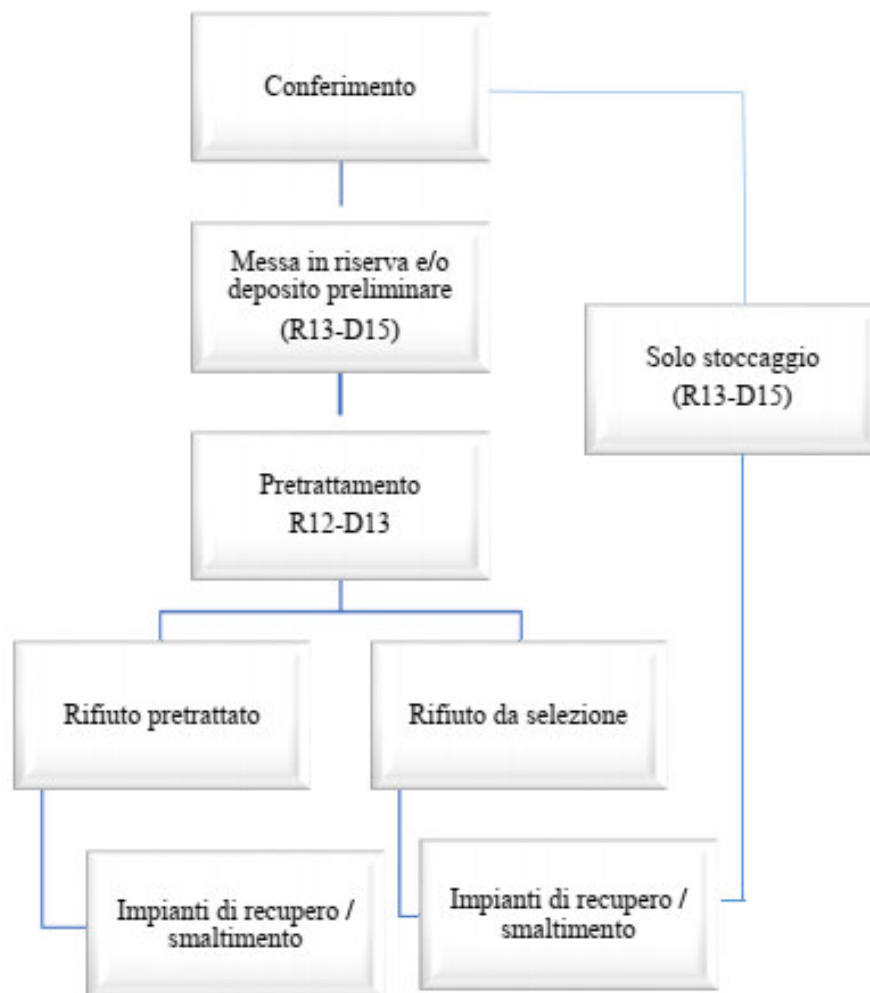 Conferimento
Messa in riserva e/o
deposito preliminare
(R13-D15)
Solo stoccaggio
(R13-D15)
Pretrattamento
R12-D13
Rifiuto pretrattato
Rifiuto da selezione
Impianti di recupero /
smaltimento
Impianti di recupero /
smaltimento